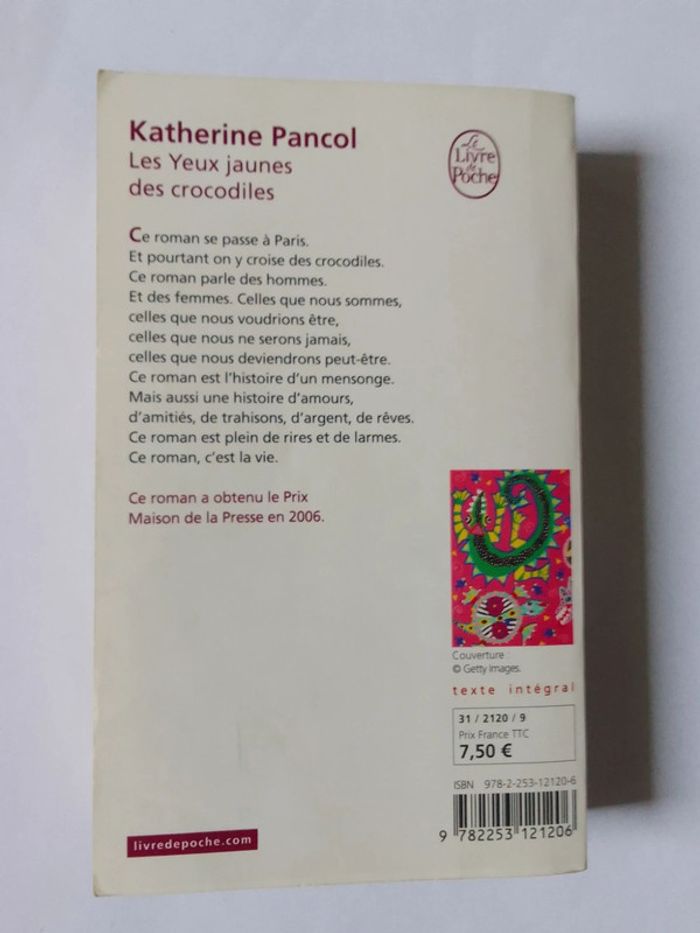 Katherine Pancol
Les Yeux jaunes
des crocodiles
Le
Livre
de
Poche
Ce roman se passe à Paris.
Et pourtant on y croise des crocodiles.
Ce roman parle des hommes.
Et des femmes. Celles que nous sommes,
celles que nous voudrions être,
celles que nous ne serons jamais,
celles que nous deviendrons peut-être.
Ce roman est l'histoire d'un mensonge.
Mais aussi une histoire d'amours,
d'amitiés, de trahisons, d'argent, de rêves.
Ce roman est plein de rires et de larmes.
Ce roman, c'est la vie.
Ce roman a obtenu le Prix
Maison de la Presse en 2006.
Couverture :
© Getty Images.
texte intégral
31 / 2120 / 9
Prix France TTC
7,50 €
ISBN 978-2-253-12120-6
9 782253 121206
livredepoche.com